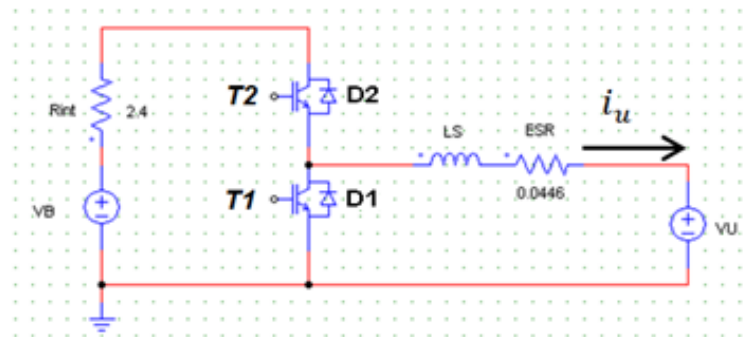 T2
D2
i_u
Rint
2.4
LS
ESR
T1
D1
0.0446
VB
VU